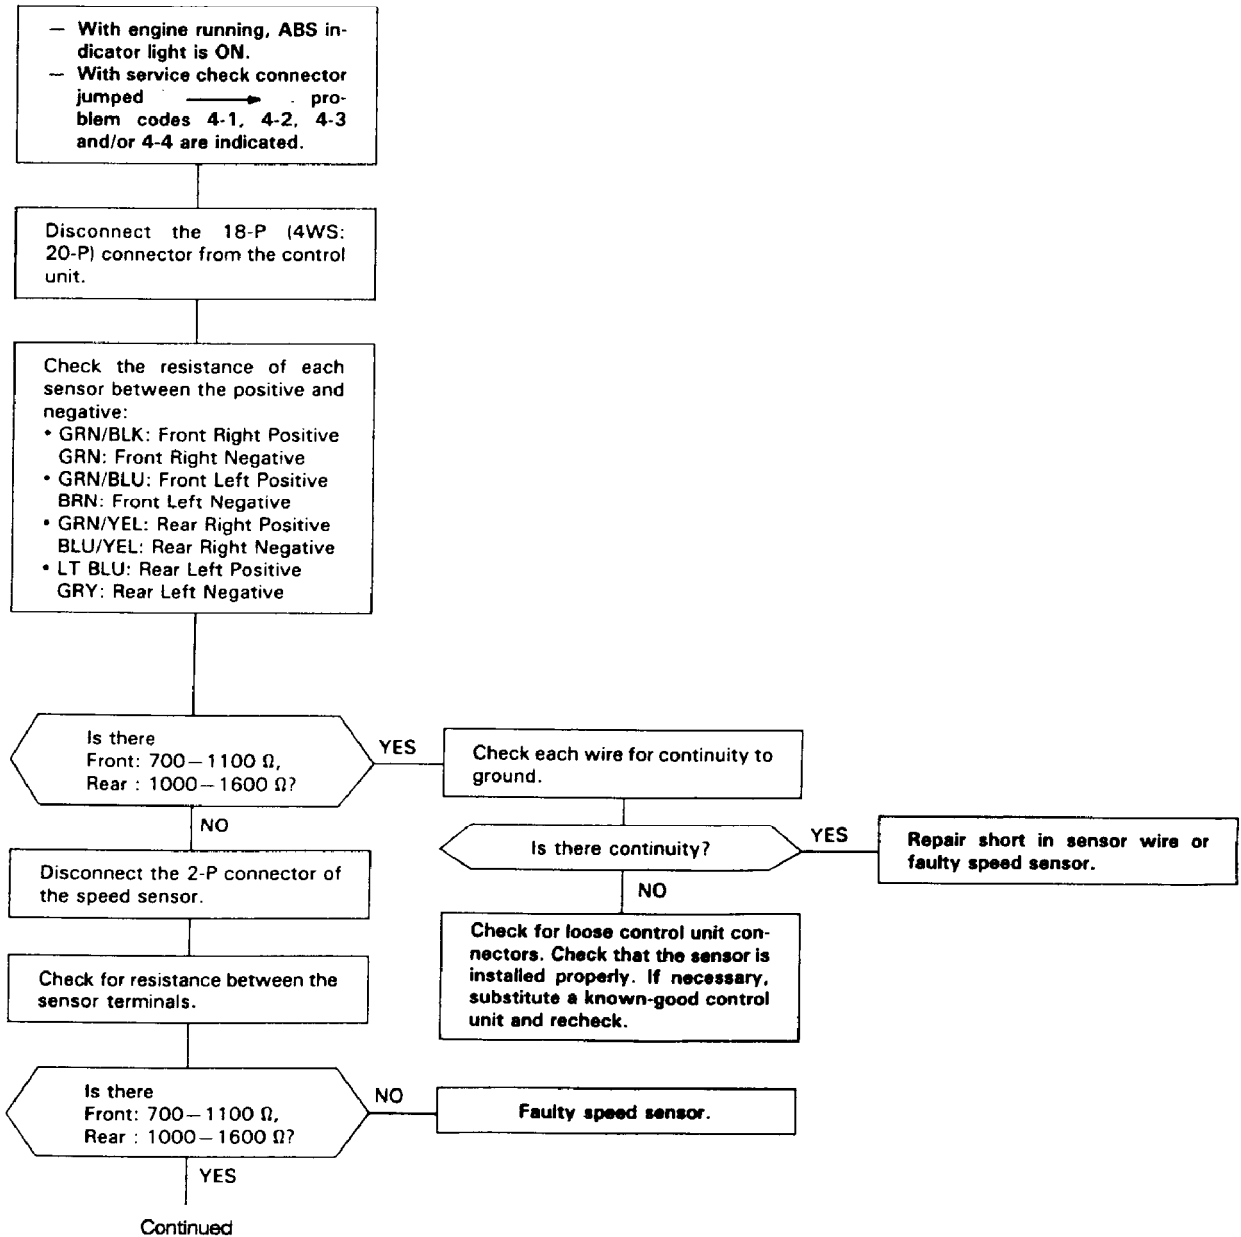 — With engine running, ABS in-
dicator light is ON.
— With service check connector
jumped → pro-
blem codes 4-1, 4-2, 4-3
and/or 4-4 are indicated.
Disconnect the 18-P (4WS:
20-P) connector from the control
unit.
Check the resistance of each
sensor between the positive and
negative:
• GRN/BLK: Front Right Positive
GRN: Front Right Negative
• GRN/BLU: Front Left Positive
BRN: Front Left Negative
• GRN/YEL: Rear Right Positive
BLU/YEL: Rear Right Negative
• LT BLU: Rear Left Positive
GRY: Rear Left Negative
Is there
Front: 700—1100 Ω,
Rear : 1000—1600 Ω?
YES
Check each wire for continuity to
ground.
NO
Is there continuity?
YES
Repair short in sensor wire or
faulty speed sensor.
Disconnect the 2-P connector of
the speed sensor.
NO
Check for loose control unit con-
nectors. Check that the sensor is
installed properly. If necessary,
substitute a known-good control
unit and recheck.
Check for resistance between the
sensor terminals.
Is there
Front: 700—1100 Ω,
Rear : 1000—1600 Ω?
NO
Faulty speed sensor.
YES
Continued